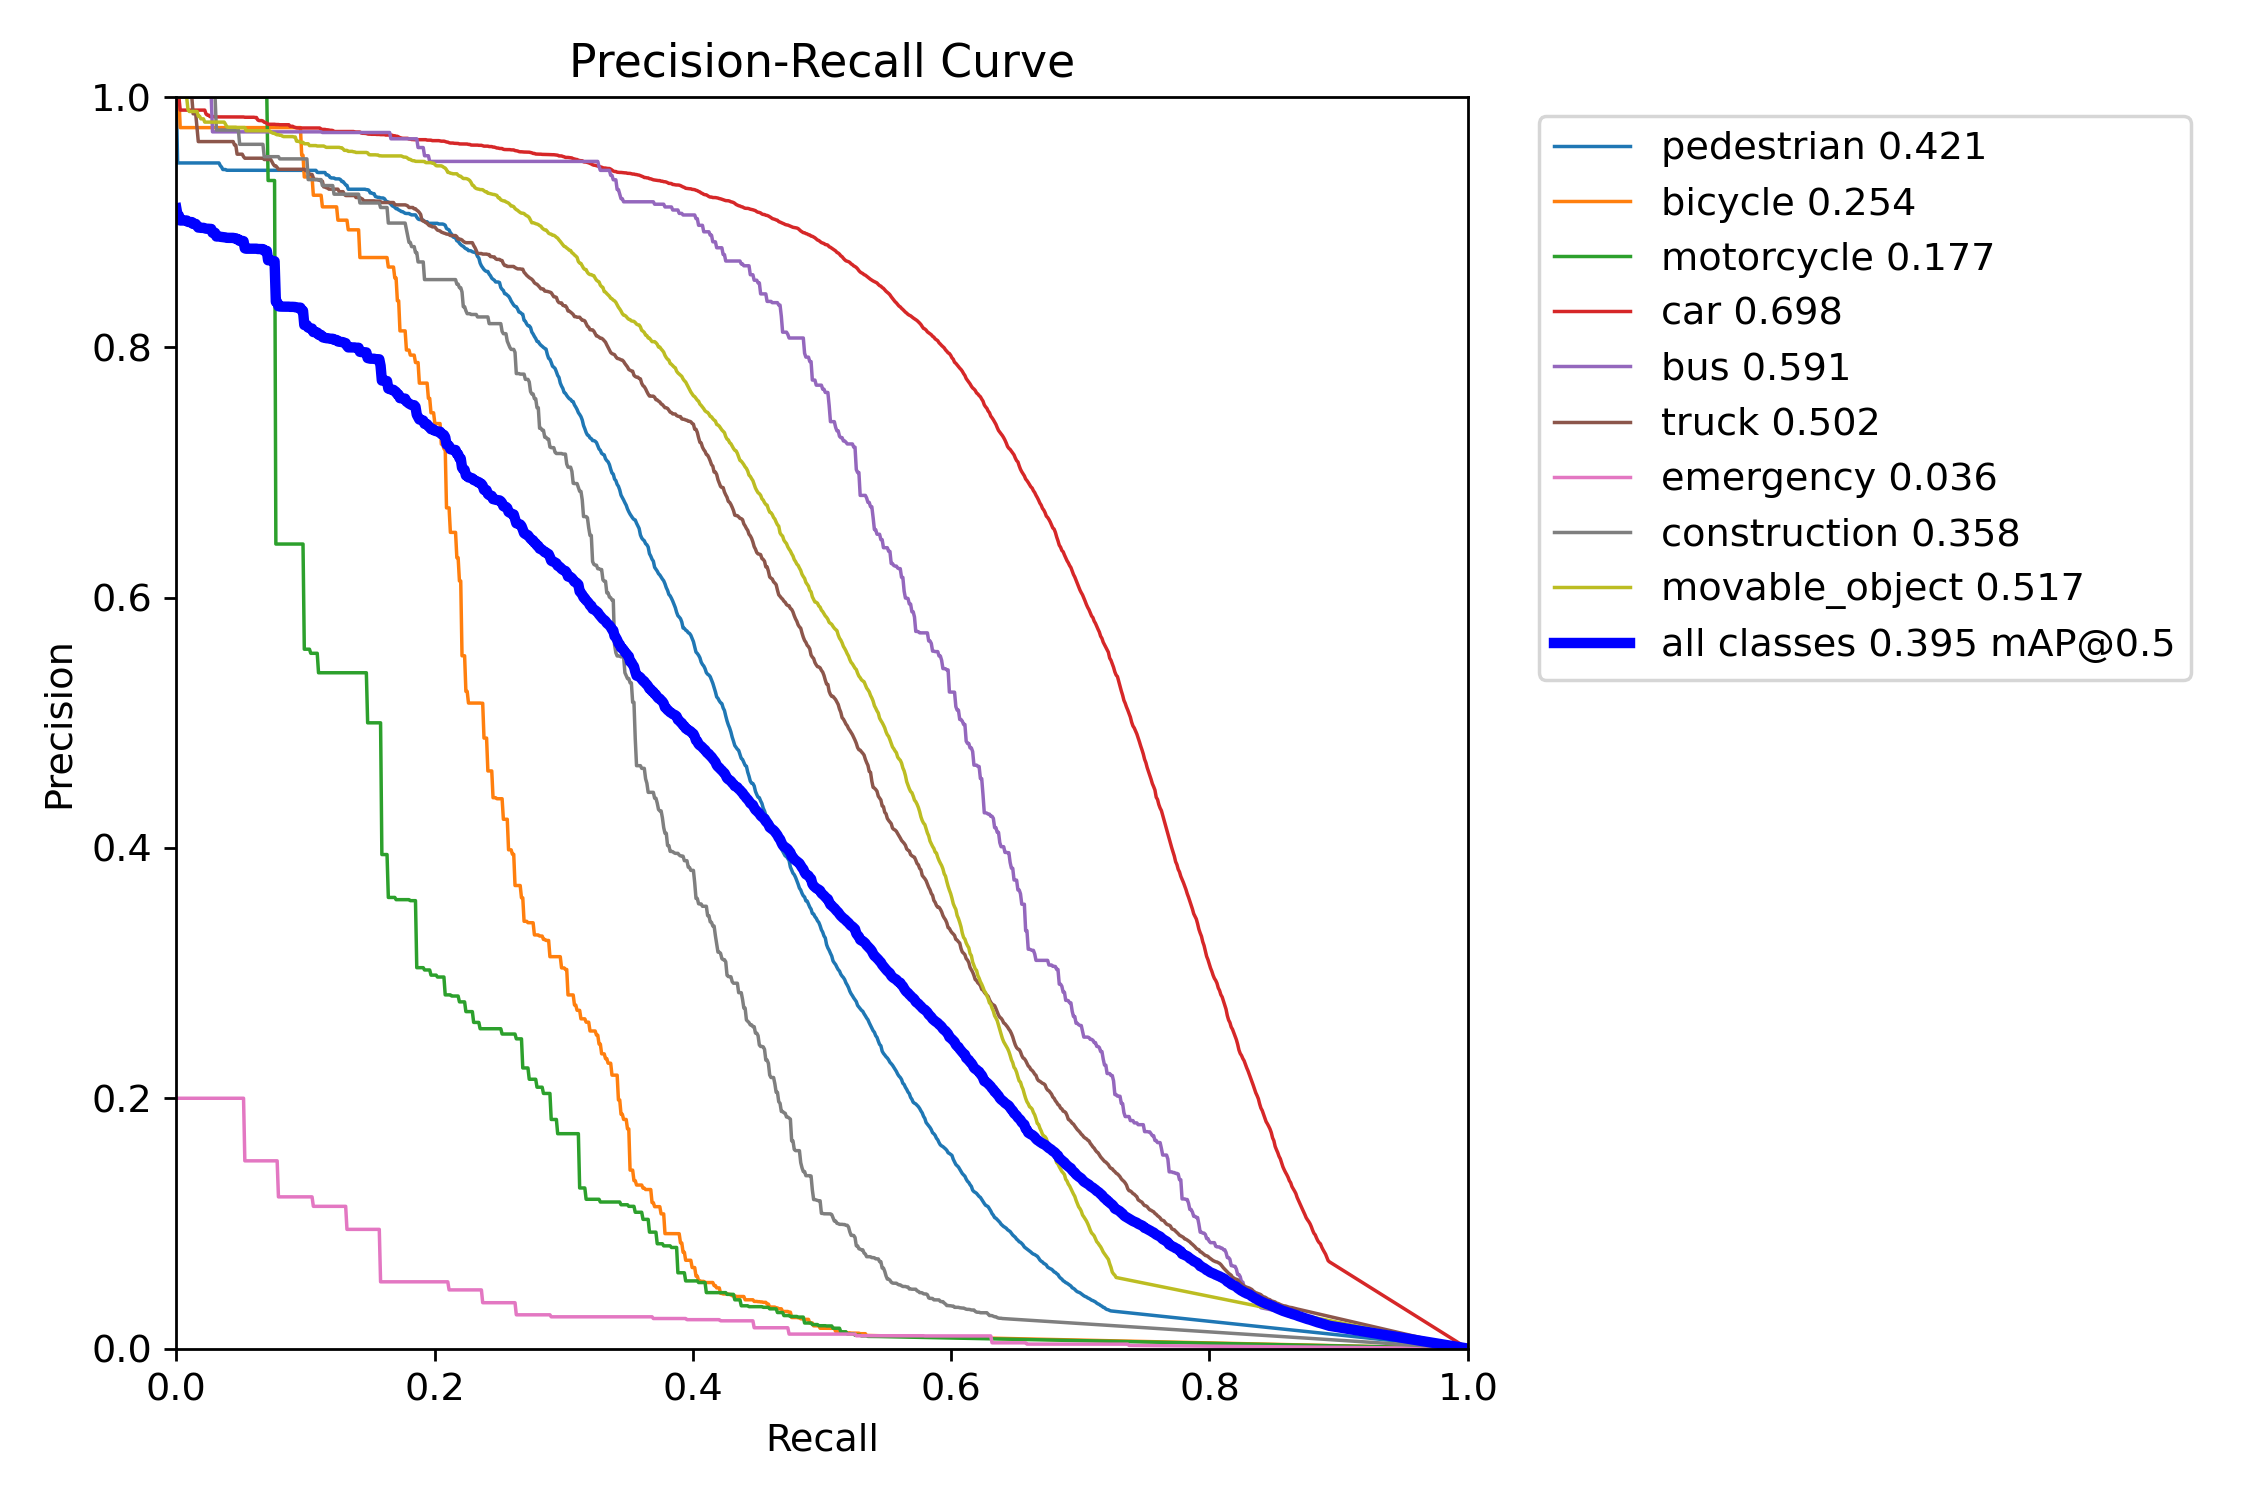 Precision-Recall Curve
1.0
0.8
0.6
0.4
0.2
0.0
Precision
0.0 0.2 0.4 0.6 0.8 1.0
Recall
pedestrian 0.421
bicycle 0.254
motorcycle 0.177
car 0.698
bus 0.591
truck 0.502
emergency 0.036
construction 0.358
movable_object 0.517
all classes 0.395 mAP@0.5